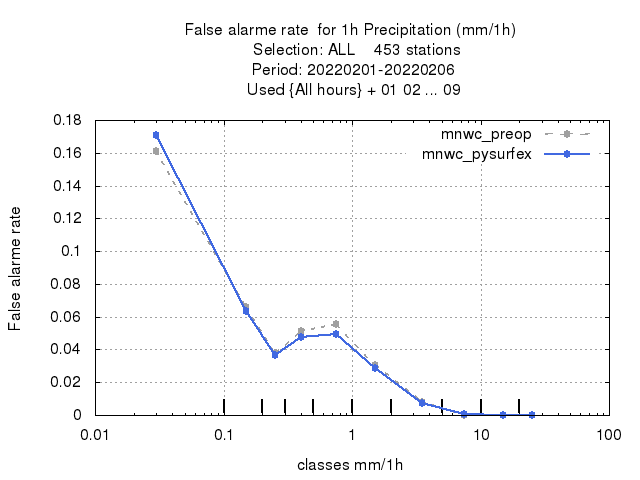 False alarme rate  for 1h Precipitation (mm/1h)
Selection: ALL    453 stations
Period: 20220201-20220206
Used {All hours} + 01 02 ... 09
mnwc_preop
mnwc_pysurfex
0.18
0.16
0.14
0.12
0.1
0.08
0.06
0.04
0.02
0
False alarme rate
0.01 0.1 1 10 100
classes mm/1h